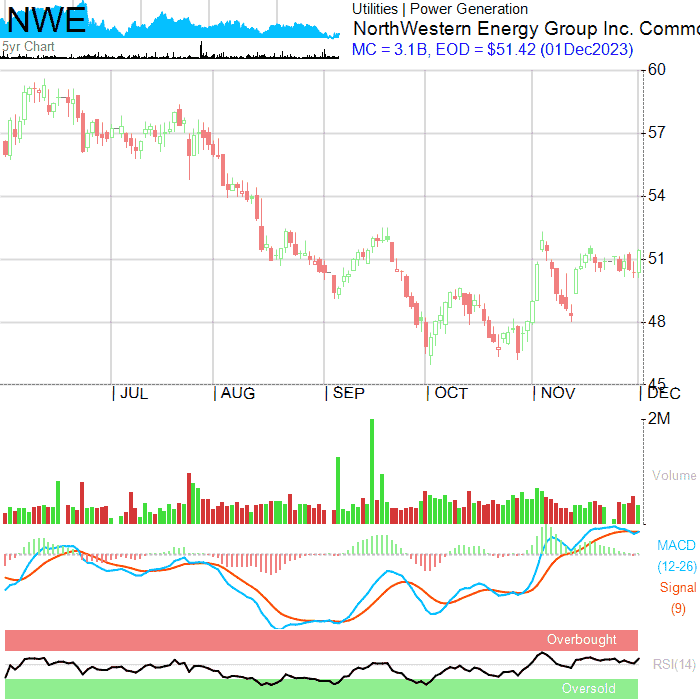 NWE
5yr Chart
Utilities | Power Generation
NorthWestern Energy Group Inc. Commo
MC = 3.1B, EOD = $51.42 (01Dec2023)
60
57
54
51
48
45
| JUL | AUG | SEP | OCT | NOV | DEC
2M
Volume
MACD
(12-26)
Signal
(9)
Overbought
RSI(14)
Oversold